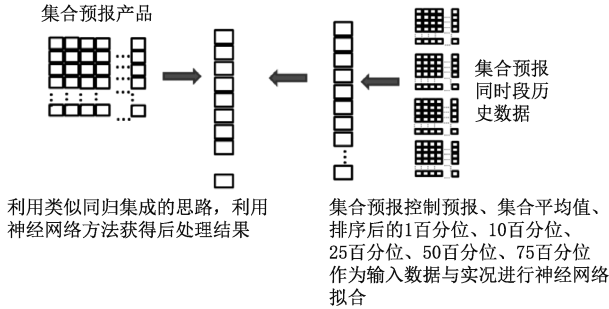 集合预报产品
集合预报
同时段历
史数据
利用类似同归集成的思路，利用
神经网络方法获得后处理结果
集合预报控制预报、集合平均值、
排序后的1百分位、10百分位、
25百分位、50百分位、75百分位
作为输入数据与实况进行神经网络
拟合